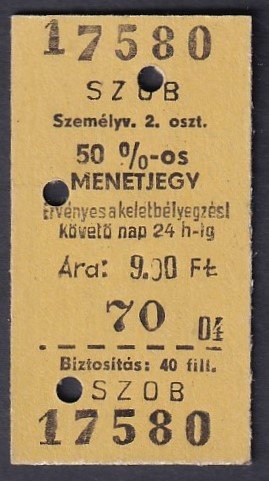 17580
SZOB
Személyv. 2. oszt.
50 %-os
MENETJEGY
Érvényes a keletbélyegzést
követő nap 24 h-ig
Ára: 9.00 Ft
70 04
Biztosítás: 40 fill.
SZOB
17580